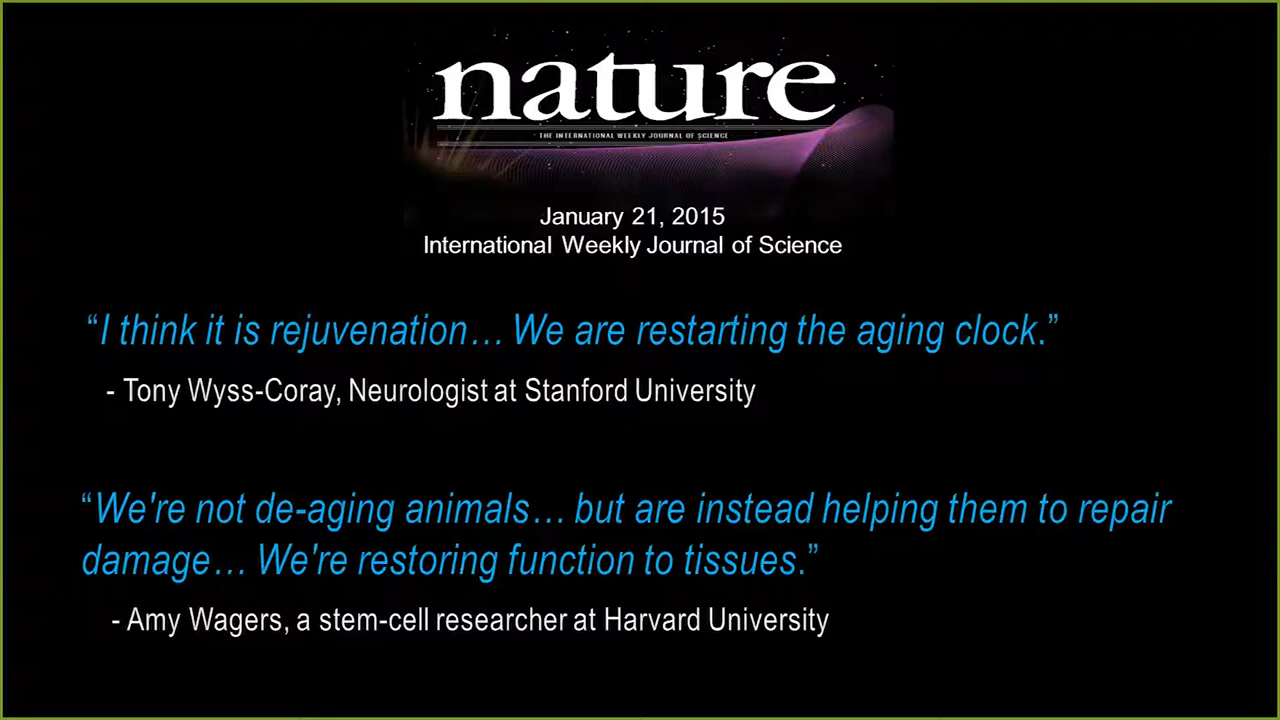 nature
THE INTERNATIONAL WEEKLY JOURNAL OF SCIENCE
January 21, 2015
International Weekly Journal of Science
“I think it is rejuvenation… We are restarting the aging clock.”
- Tony Wyss-Coray, Neurologist at Stanford University
“We're not de-aging animals… but are instead helping them to repair
damage… We're restoring function to tissues.”
- Amy Wagers, a stem-cell researcher at Harvard University